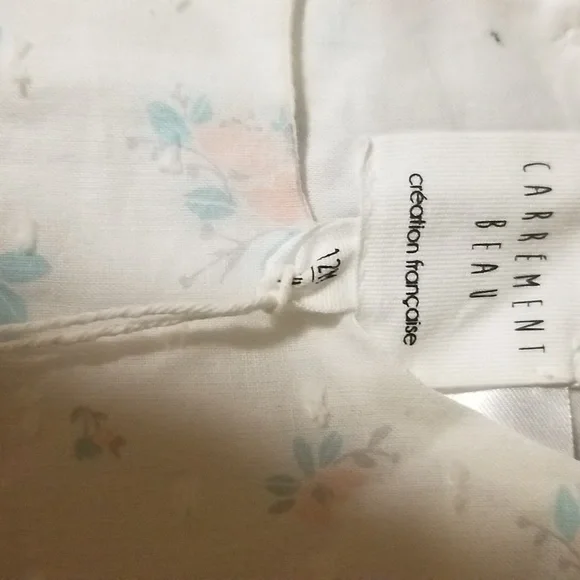 CARREMENT
BEAU
création française
12M